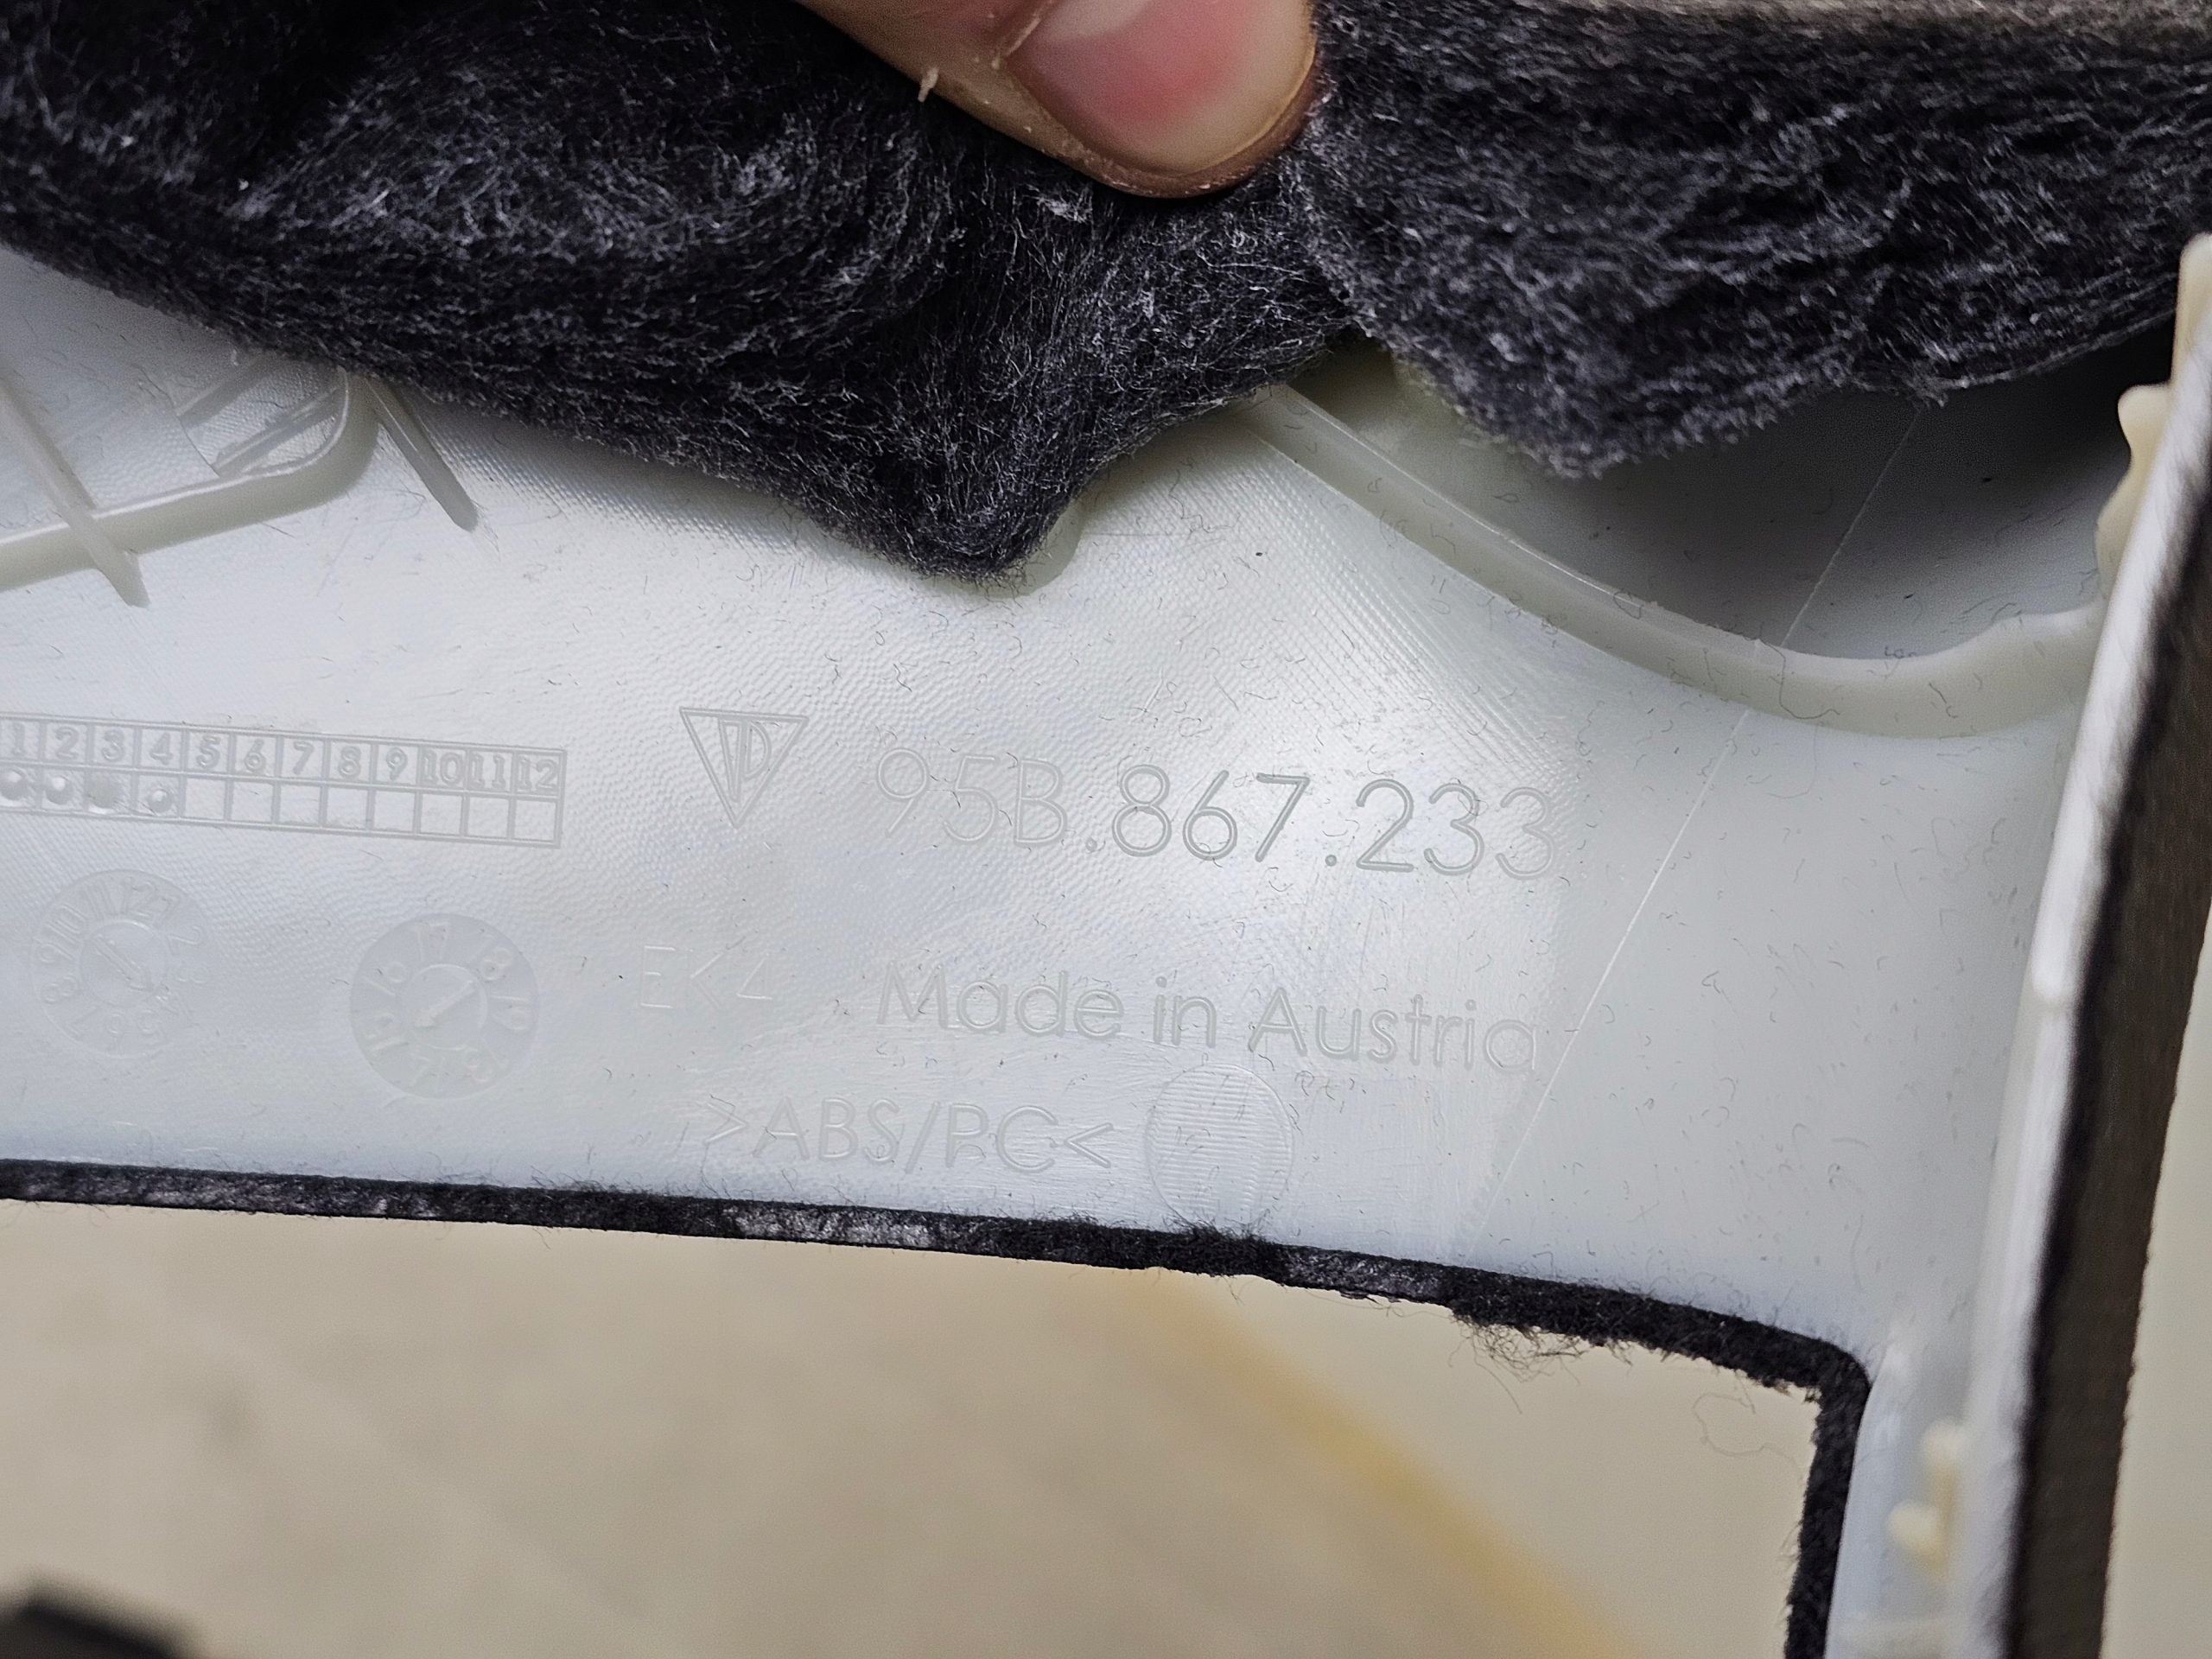 1 2 3 4 5 6 7 8 9 10 11 12
95B.867.233
EK4
Made in Austria
>ABS/PC<